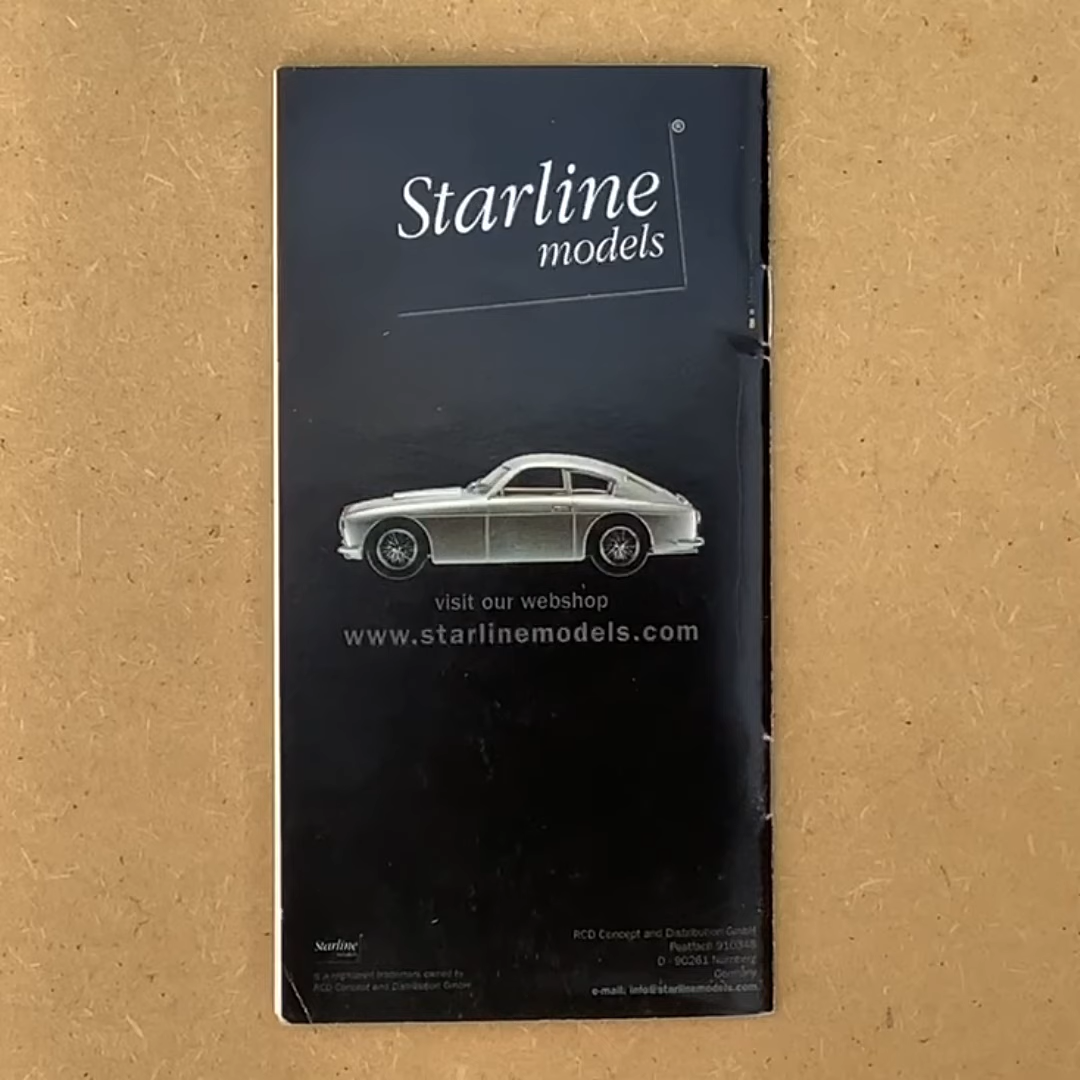 Starline
models
®
visit our webshop
www.starlinemodels.com
Starline
models
is a registered trademark owned by
RCD Concept and Distribution GmbH
RCD Concept and Distribution GmbH
Postfach 910348
D - 90261 Nürnberg
Germany
e-mail: info@starlinemodels.com